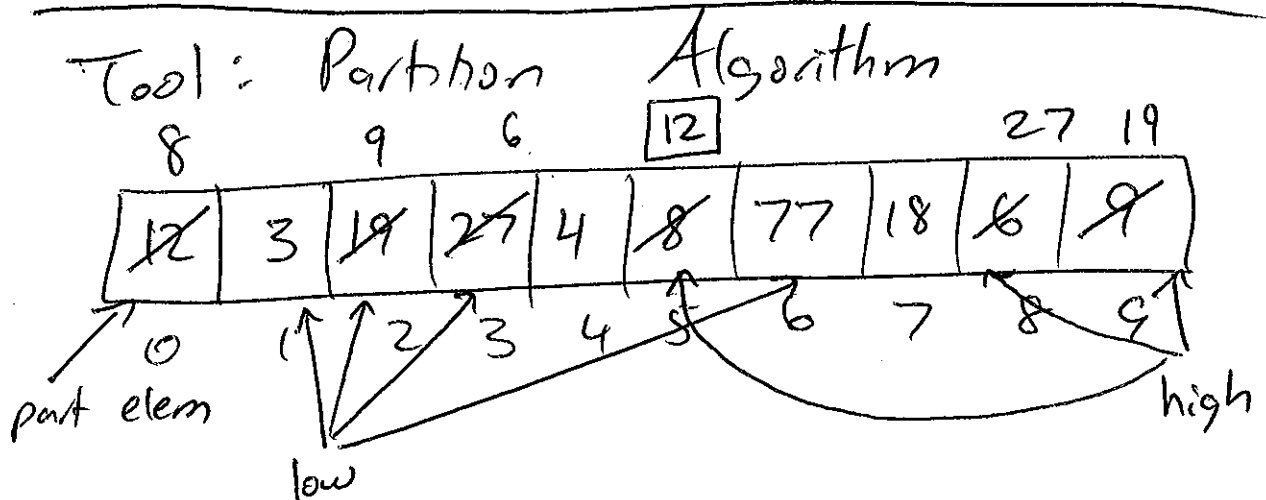 Tool: Partition Algorithm
8 9 6 12 27 19
12 3 19 27 4 8 77 18 6 9
0 1 2 3 4 5 6 7 8 9
part elem
high
low